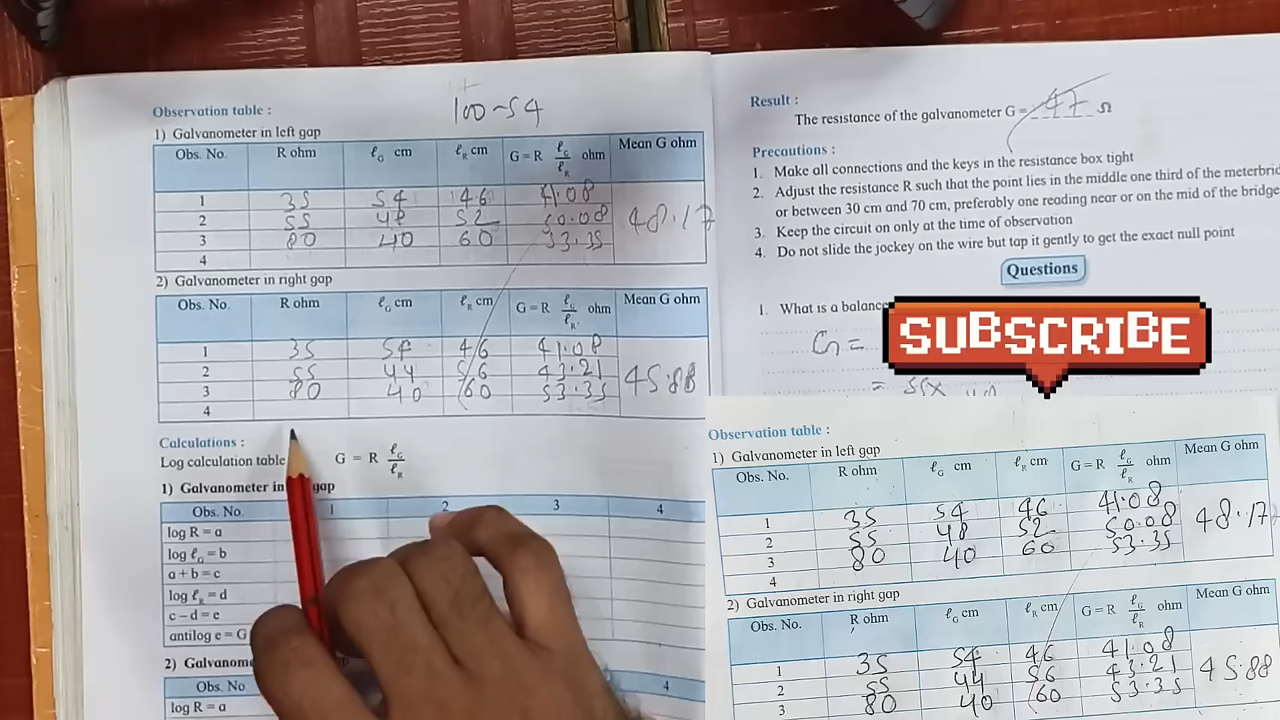 100-54
Observation table :
1) Galvanometer in left gap
Obs. No. R ohm ℓG cm ℓR cm G = R ℓG/ℓR ohm Mean G ohm
1 35 54 46 41.08
2 55 48 52 50.08 48.17
3 80 40 60 53.35
4
2) Galvanometer in right gap
Obs. No. R ohm ℓG cm ℓR cm G = R ℓG/ℓR ohm Mean G ohm
1 35 54 46 41.08
2 55 44 56 43.21 45.88
3 80 40 60 53.35
4
Calculations :
Log calculation table G = R ℓG/ℓR
1) Galvanometer in gap
Obs. No. 1 2 3 4
log R = a
log ℓG = b
a + b = c
log ℓR = d
c – d = e
antilog e = G
2) Galvanom
Obs. No 4
log R = a
Result :
The resistance of the galvanometer G = 47 Ω
Precautions :
1. Make all connections and the keys in the resistance box tight
2. Adjust the resistance R such that the point lies in the middle one third of the meterbrid
or between 30 cm and 70 cm, preferably one reading near or on the mid of the bridge
3. Keep the circuit on only at the time of observation
4. Do not slide the jockey on the wire but tap it gently to get the exact null point
Questions
1. What is a balance
G =
= 55x
SUBSCRIBE
Observation table :
1) Galvanometer in left gap
Obs. No. R ohm ℓG cm ℓR cm G = R ℓG/ℓR ohm Mean G ohm
1 35 54 46 41.08
2 55 48 52 50.08 48.17
3 80 40 60 53.35
4
2) Galvanometer in right gap
Obs. No. R ohm ℓG cm ℓR cm G = R ℓG/ℓR ohm Mean G ohm
1 35 54 46 41.08
2 55 44 56 43.21 45.88
3 80 40 60 53.35